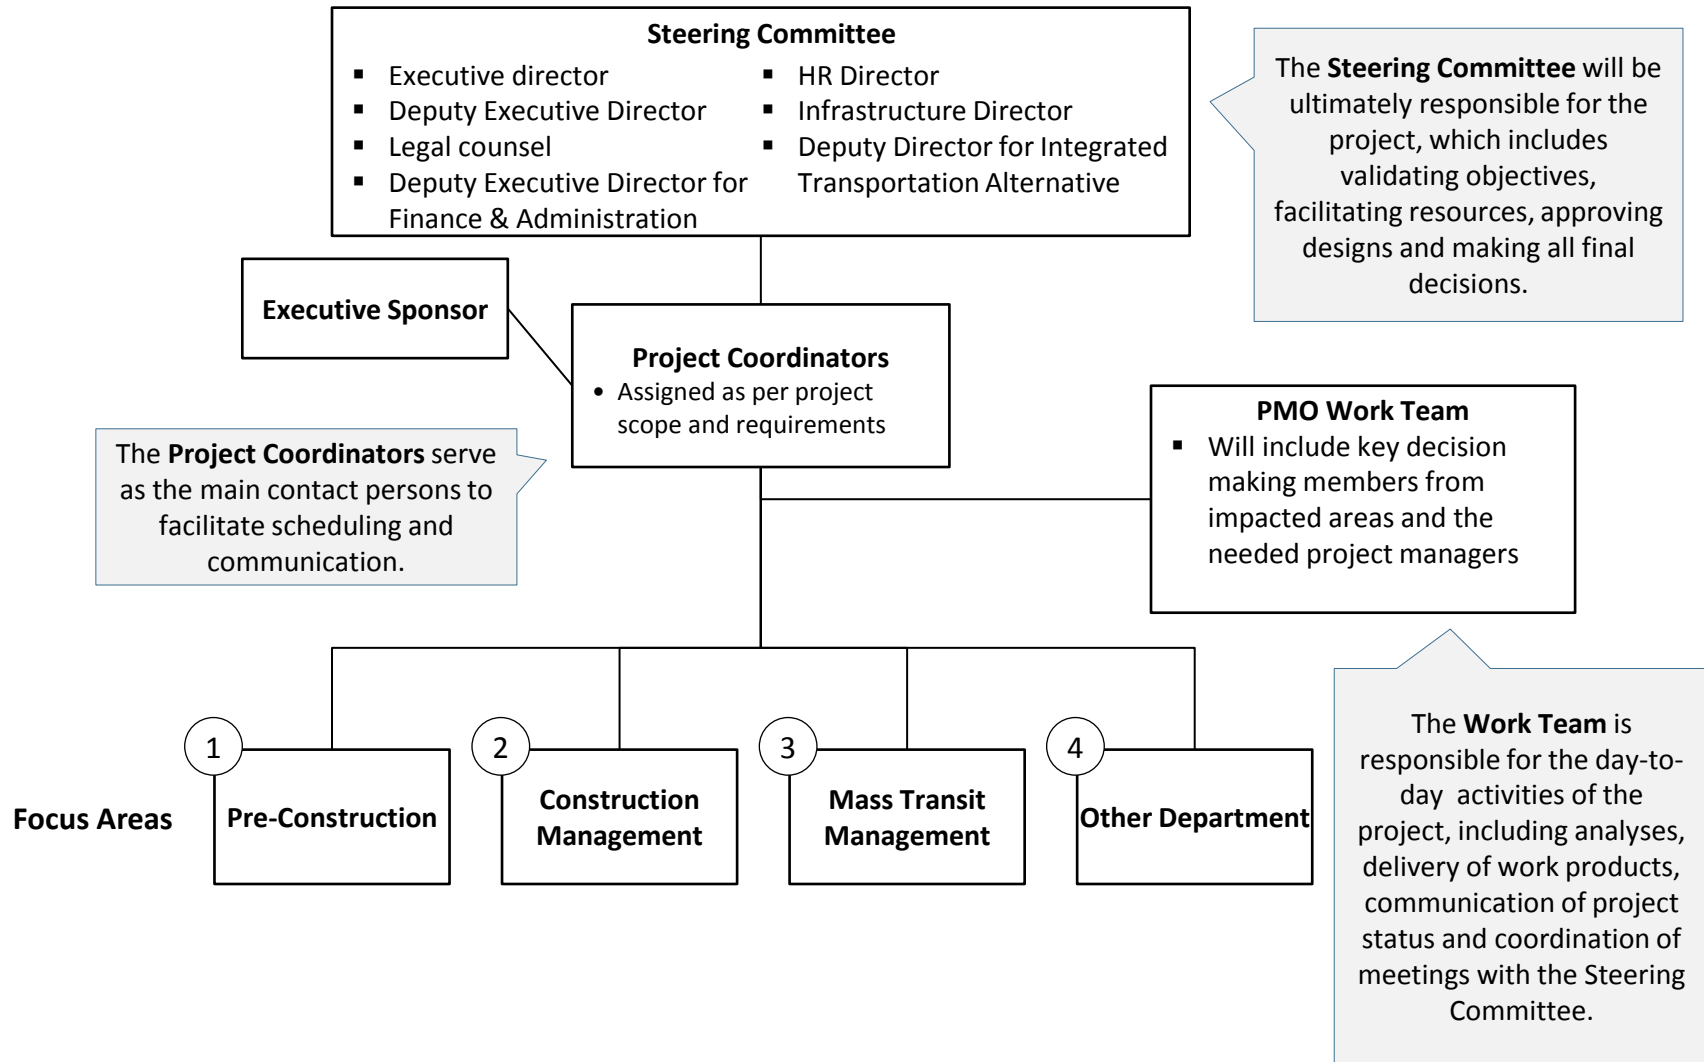 Steering Committee
Executive director
Deputy Executive Director
Legal counsel
Deputy Executive Director for
Finance & Administration
HR Director
Infrastructure Director
Deputy Director for Integrated
Transportation Alternative
The Steering Committee will be
ultimately responsible for the
project, which includes
validating objectives,
facilitating resources, approving
designs and making all final
decisions.
Executive Sponsor
Project Coordinators
Assigned as per project
scope and requirements
The Project Coordinators serve
as the main contact persons to
facilitate scheduling and
communication.
PMO Work Team
Will include key decision
making members from
impacted areas and the
needed project managers
Focus Areas
1
Pre-Construction
2
Construction
Management
3
Mass Transit
Management
4
Other Department
The Work Team is
responsible for the day-to-
day activities of the
project, including analyses,
delivery of work products,
communication of project
status and coordination of
meetings with the Steering
Committee.